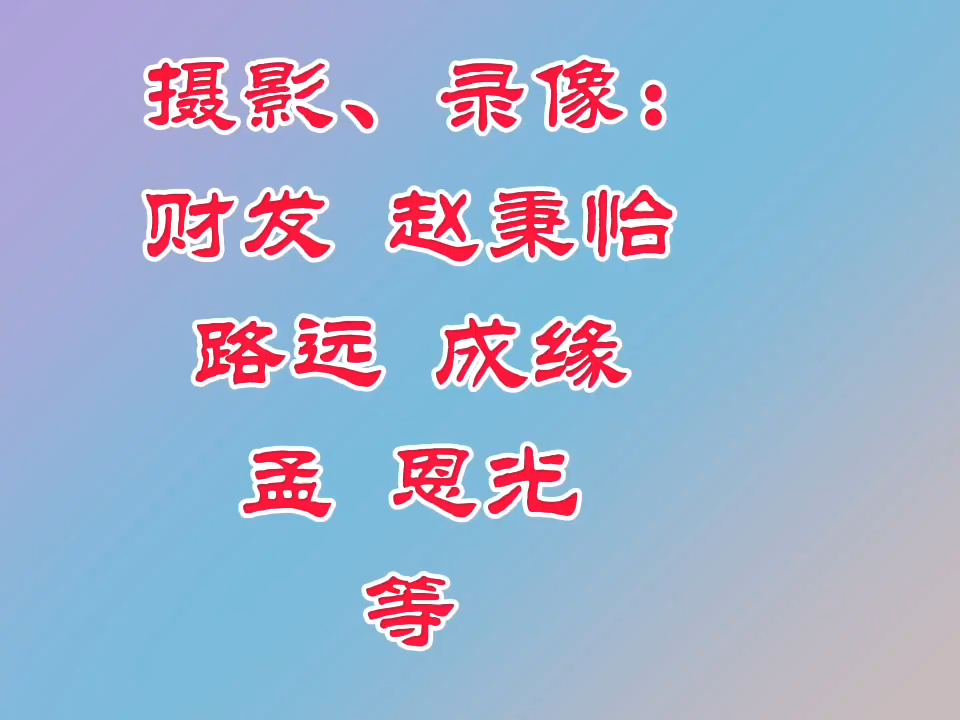 摄影、录像：
财发 赵秉怡
路远 成缘
孟 恩光
等